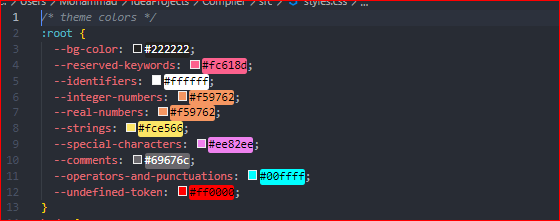 Users > Mohammad > IdeaProjects > Compiler > src > styles.css > ...
1 /* theme colors */
2 :root {
3 --bg-color: #222222;
4 --reserved-keywords: #fc618d;
5 --identifiers: #ffffff;
6 --integer-numbers: #f59762;
7 --real-numbers: #f59762;
8 --strings: #fce566;
9 --special-characters: #ee82ee;
10 --comments: #69676c;
11 --operators-and-punctuations: #00ffff;
12 --undefined-token: #ff0000;
13 }